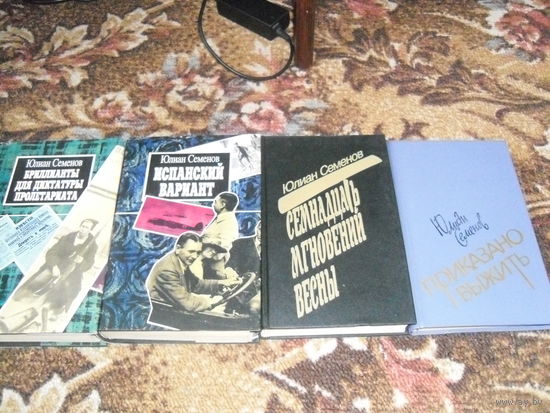 Юлиан Семенов
БРИЛЛИАНТЫ
ДЛЯ ДИКТАТУРЫ
ПРОЛЕТАРИАТА
Юлиан Семенов
ИСПАНСКИЙ
ВАРИАНТ
Юлиан Семенов
СЕМНАДЦАТЬ
МГНОВЕНИЙ
ВЕСНЫ
Юлиан
Семенов
ПРИКАЗАНО
ВЫЖИТЬ